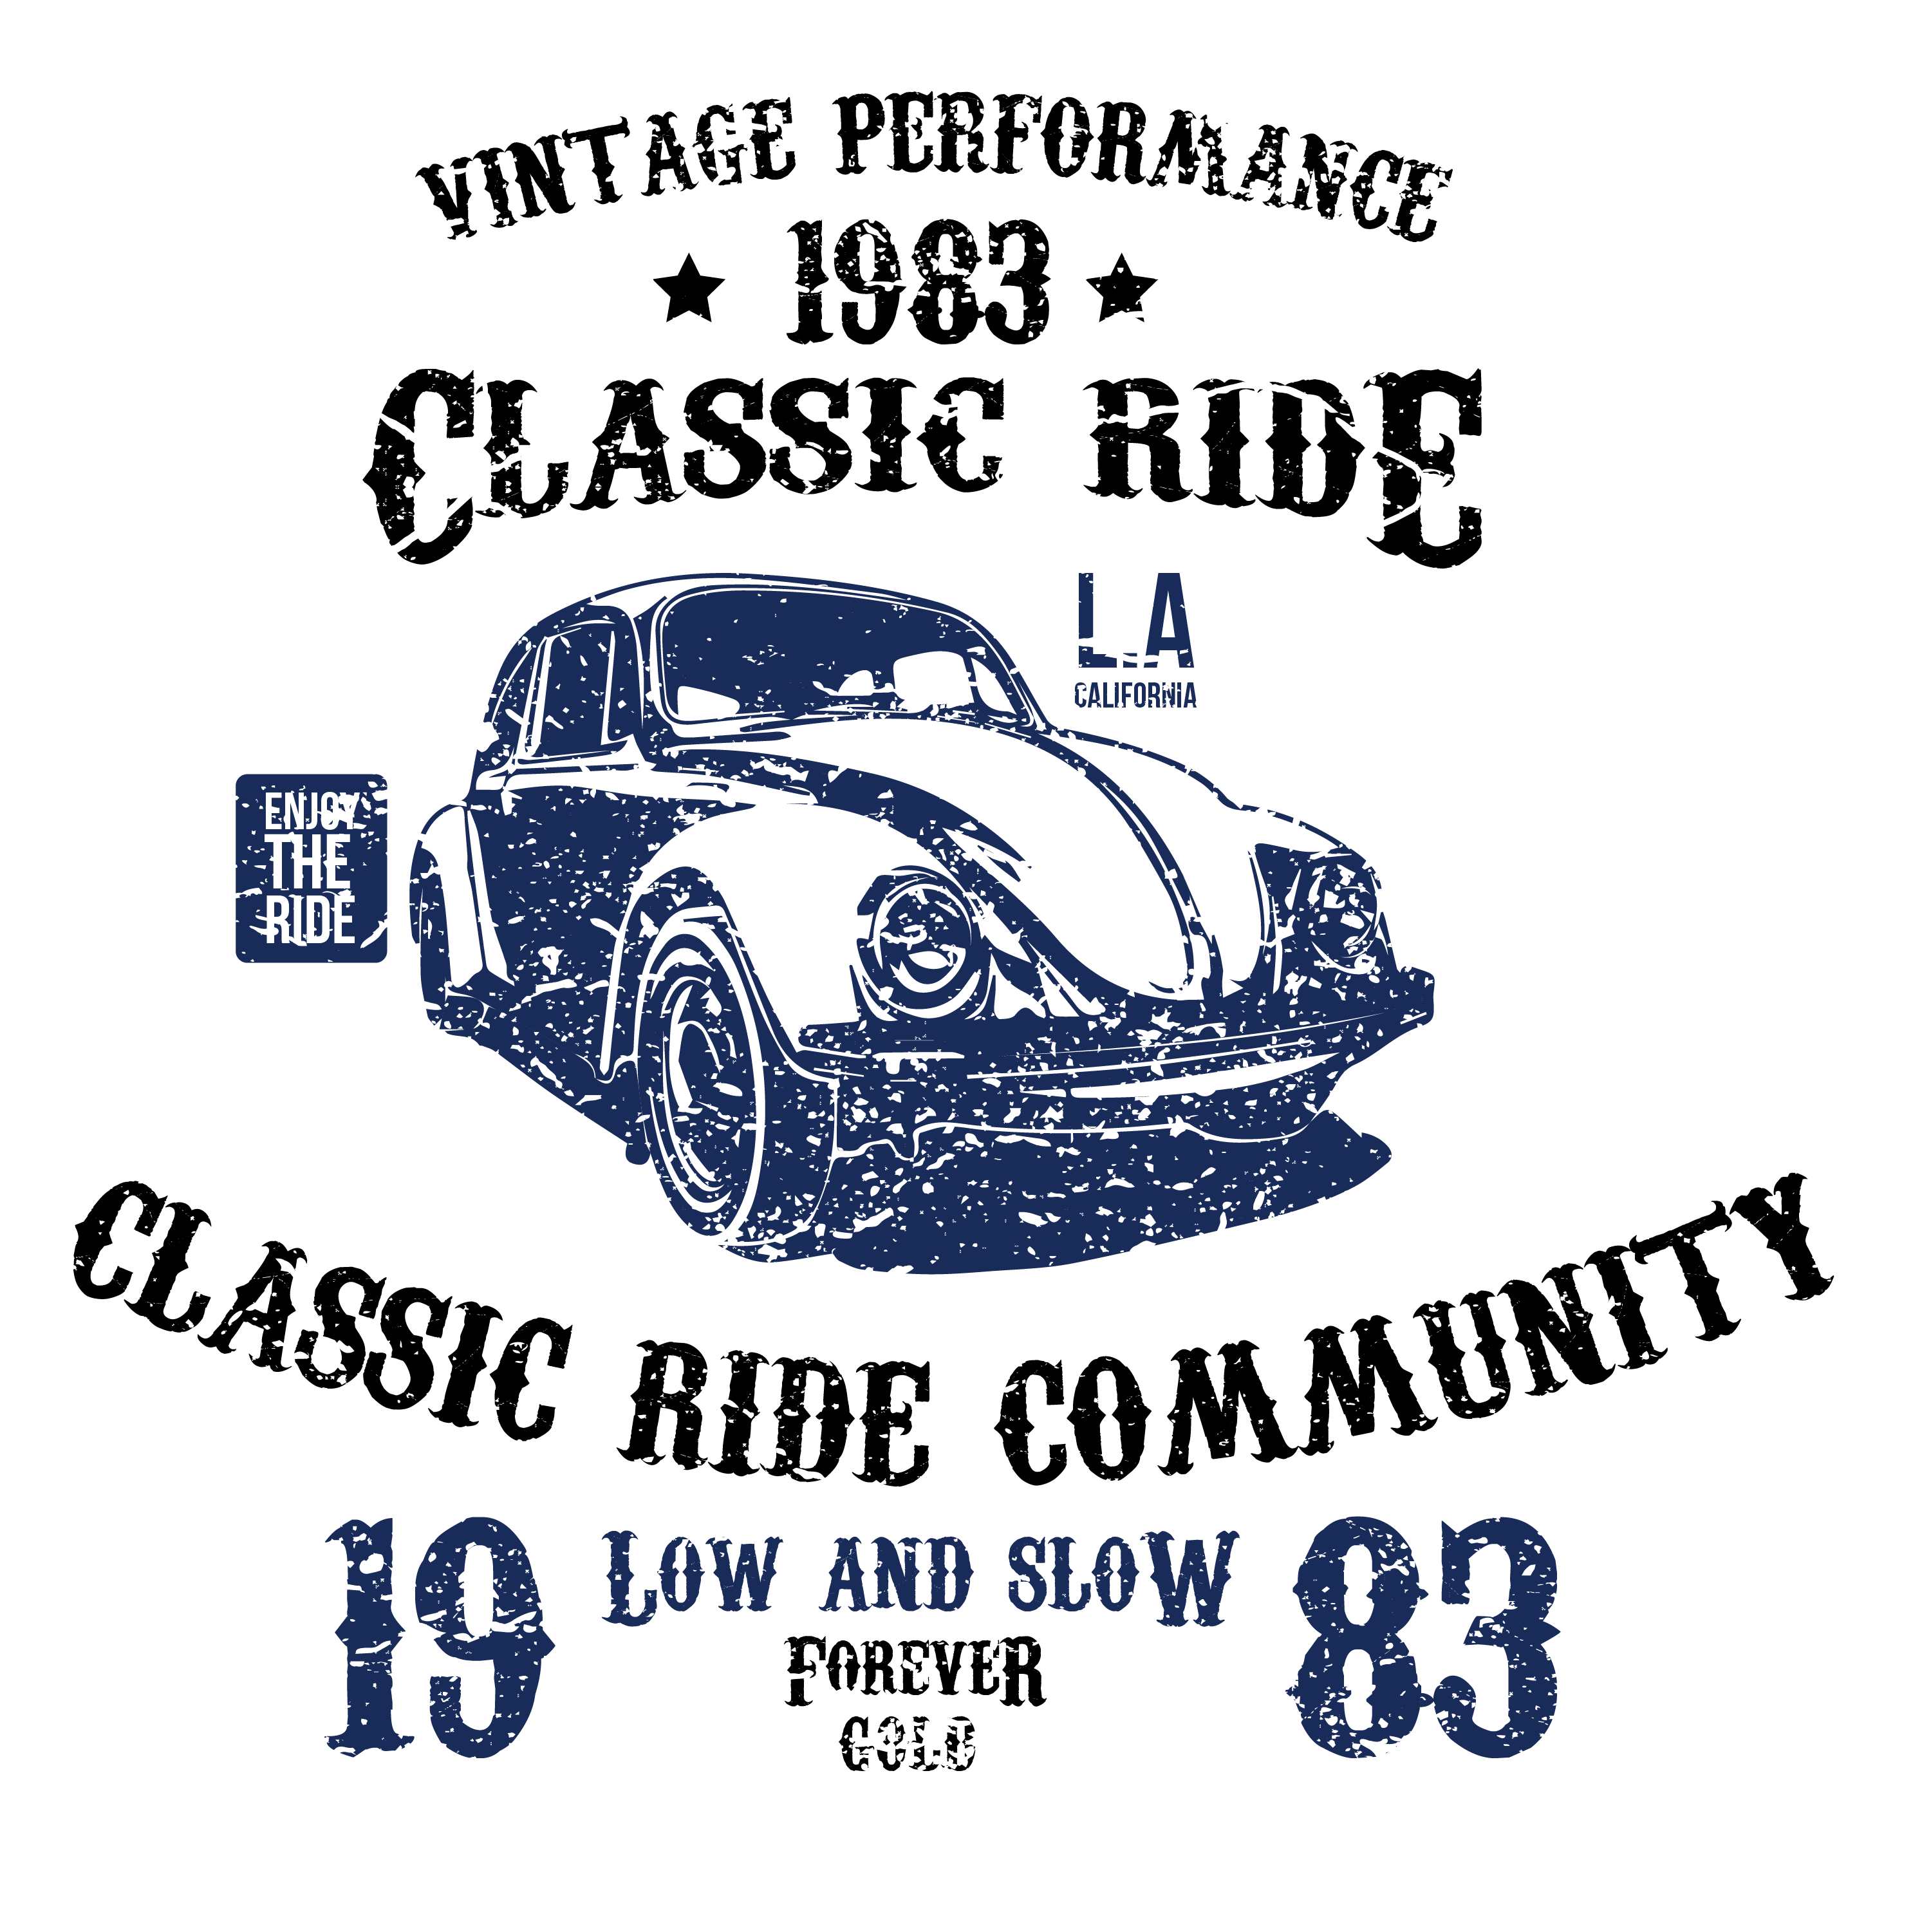 VINTAGE PERFORMANCE
1983
CLASSIC RIDE
L.A
CALIFORNIA
ENJOY
THE
RIDE
CLASSIC RIDE COMMUNITY
19 LOW AND SLOW 83
FOREVER
GOLD